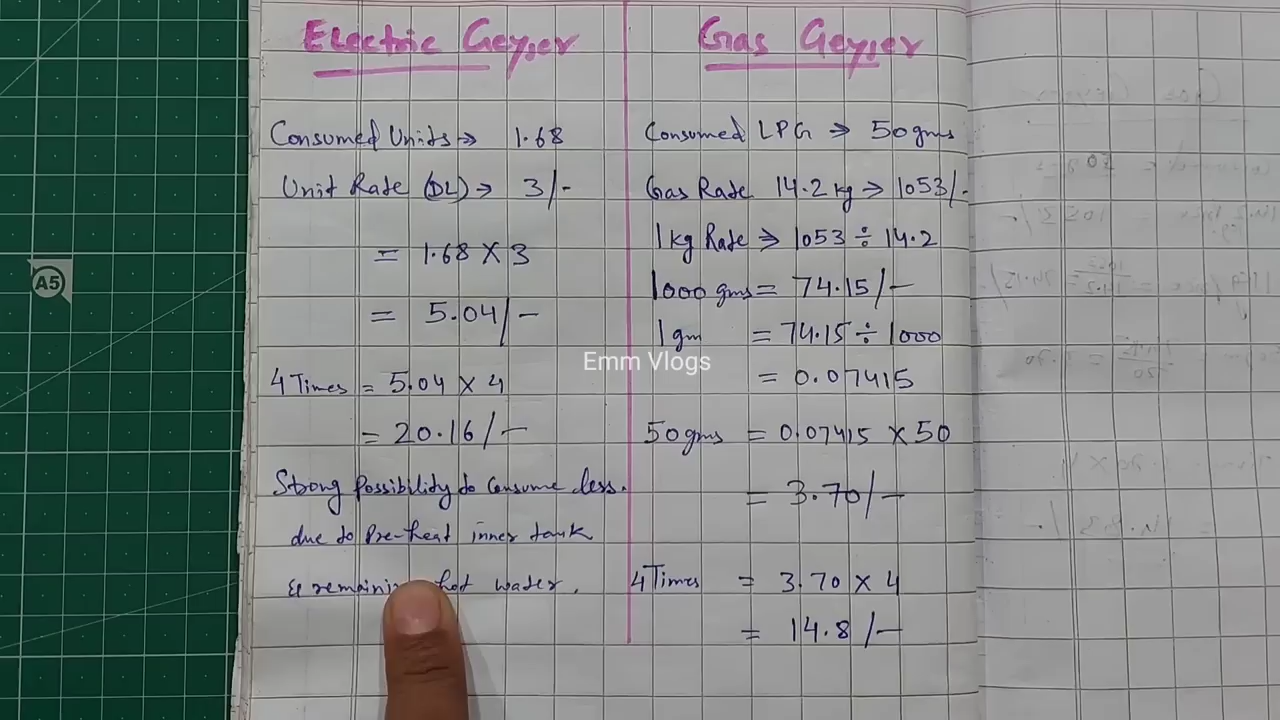 Electric Geyser
Consumed Units → 1.68
Unit Rate (DL) → 3/-
= 1.68 X 3
= 5.04/-
4 Times = 5.04 X 4
= 20.16/-
Strong Possibility to Consume less.
due to Pre-heat inner tank
& remaining hot water.
Gas Geyser
Consumed LPG → 50gms
Gas Rate 14.2 kg → 1053/-
1 kg Rate → 1053 ÷ 14.2
1000 gms = 74.15/-
1 gm = 74.15 ÷ 1000
= 0.07415
50gms = 0.07415 X 50
= 3.70/-
4 Times = 3.70 X 4
= 14.8/-
Emm Vlogs
A5